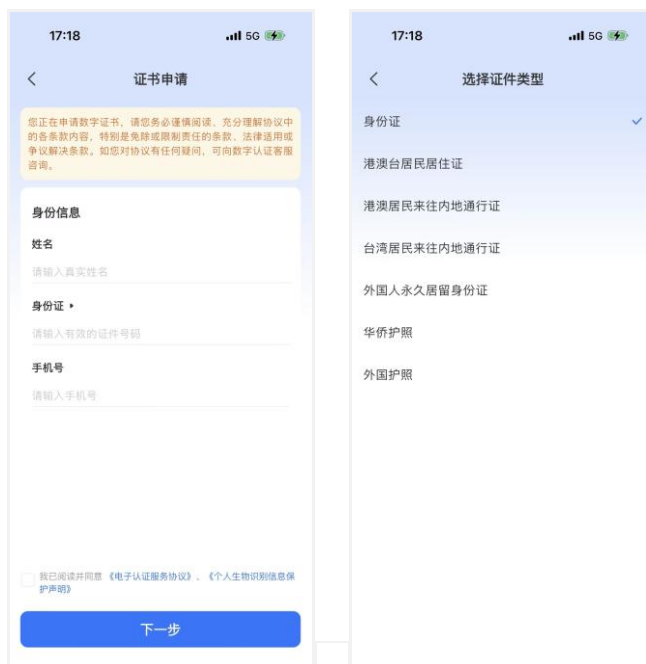 17:18
5G
证书申请
您正在申请数字证书，请您务必谨慎阅读、充分理解协议中
的各条款内容，特别是免除或限制责任的条款、法律适用或
争议解决条款。如您对协议有任何疑问，可向数字认证客服
咨询。
身份信息
姓名
请输入真实姓名
身份证
请输入有效的证件号码
手机号
请输入手机号
我已阅读并同意《电子认证服务协议》、《个人生物识别信息保
护声明》
下一步
17:18
5G
选择证件类型
身份证
港澳台居民居住证
港澳居民来往内地通行证
台湾居民来往内地通行证
外国人永久居留身份证
华侨护照
外国护照